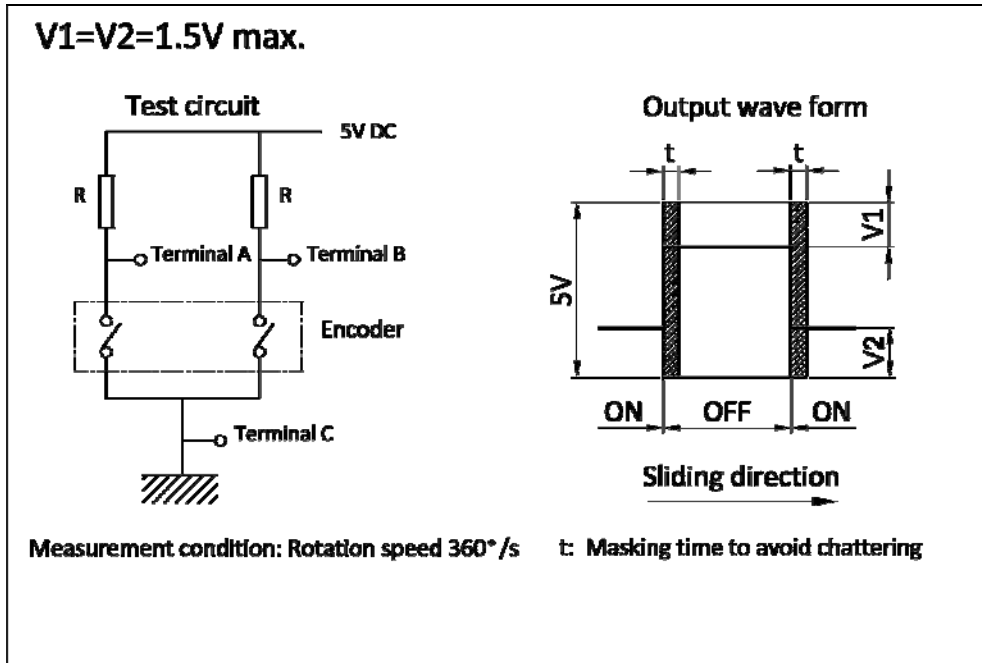 V1=V2=1.5V max.
Test circuit
5V DC
R
R
Terminal A
Terminal B
Encoder
Terminal C
Output wave form
t
t
V1
5V
V2
ON
OFF
ON
Sliding direction
Measurement condition: Rotation speed 360°/s
t: Masking time to avoid chattering